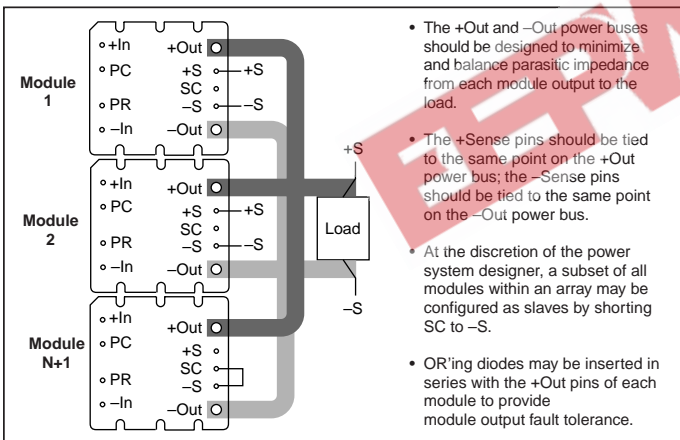 Module
1
+In
PC
PR
–In
+Out
+S
SC
–S
–Out
+S
–S
Module
2
+In
PC
PR
–In
+Out
+S
SC
–S
–Out
+S
–S
Module
N+1
+In
PC
PR
–In
+Out
+S
SC
–S
–Out
+S
Load
–S
• The +Out and –Out power buses
should be designed to minimize
and balance parasitic impedance
from each module output to the
load.
• The +Sense pins should be tied
to the same point on the +Out
power bus; the –Sense pins
should be tied to the same point
on the –Out power bus.
• At the discretion of the power
system designer, a subset of all
modules within an array may be
configured as slaves by shorting
SC to –S.
• OR'ing diodes may be inserted in
series with the +Out pins of each
module to provide
module output fault tolerance.